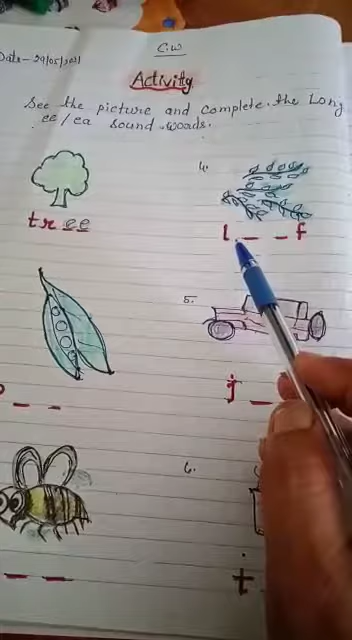 C.W
Date- 29/05/2021
Activity
See the picture and complete the Long
ee/ea sound words.
tree
4.
l _ _ f
5.
j _
_ _
6.
_ _
t